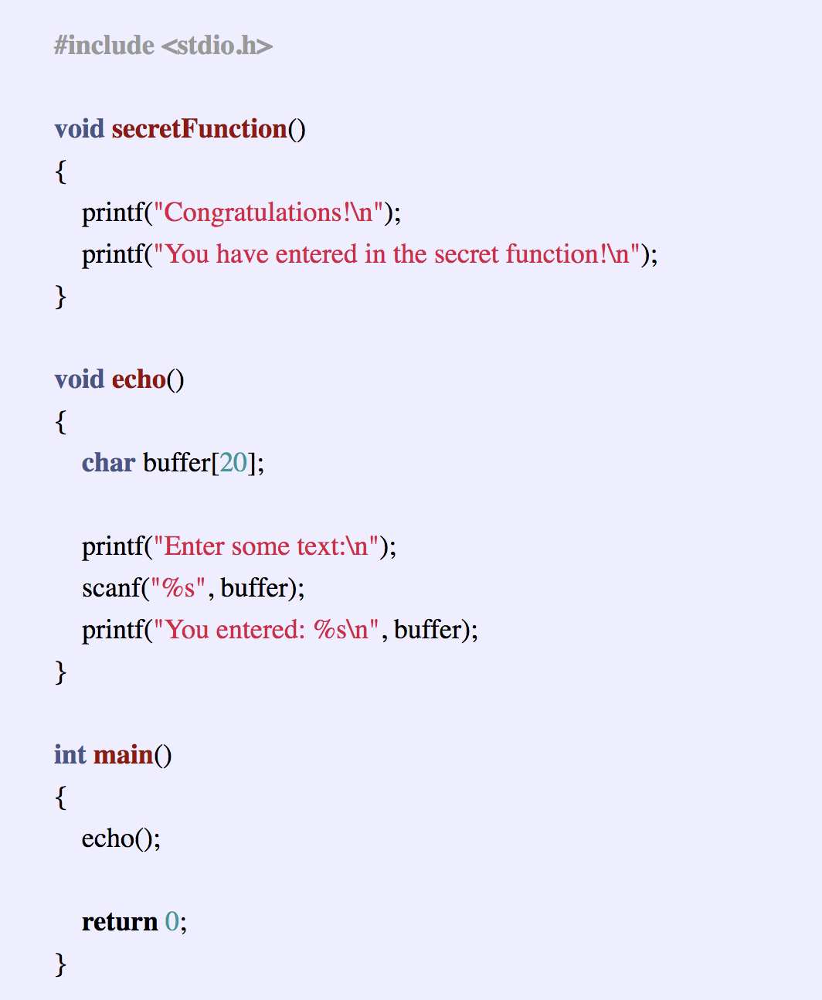 #include <stdio.h>
void secretFunction()
{
    printf("Congratulations!\n");
    printf("You have entered in the secret function!\n");
}
void echo()
{
    char buffer[20];
    printf("Enter some text:\n");
    scanf("%s", buffer);
    printf("You entered: %s\n", buffer);
}
int main()
{
    echo();
    return 0;
}